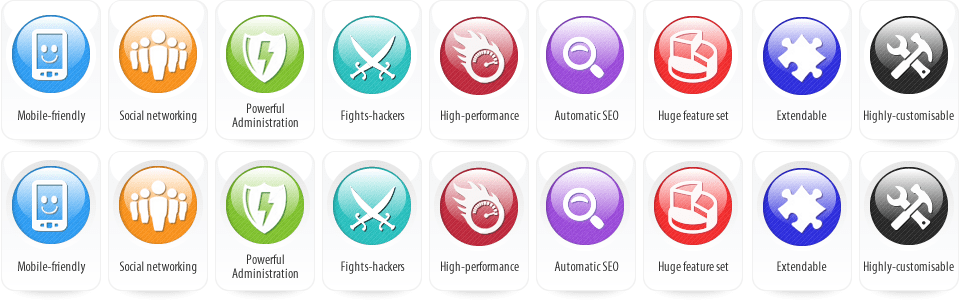 Mobile-friendly
Social networking
Powerful
Administration
Fights-hackers
High-performance
Automatic SEO
Huge feature set
Extendable
Highly-customisable
Mobile-friendly
Social networking
Powerful
Administration
Fights-hackers
High-performance
Automatic SEO
Huge feature set
Extendable
Highly-customisable